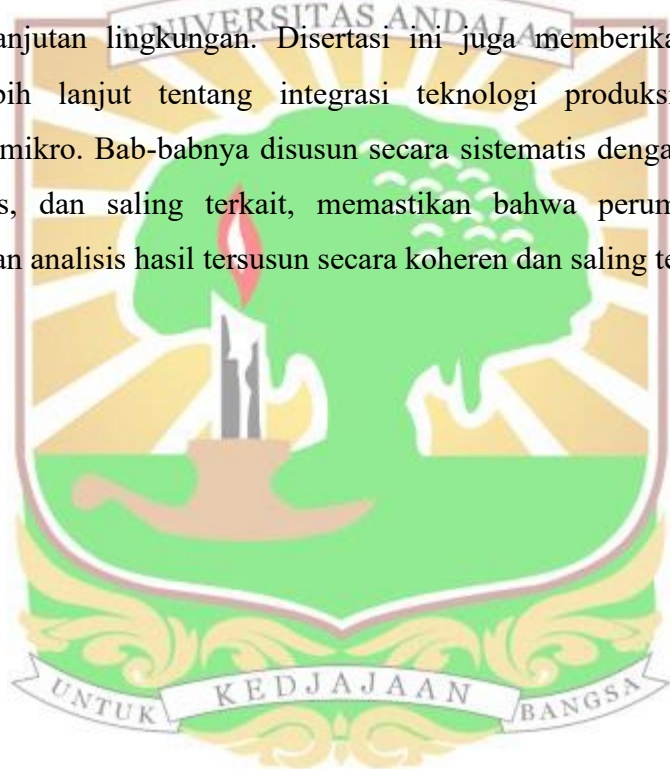 UNIVERSITAS ANDALAS
anjutan lingkungan. Disertasi ini juga memberika
bih lanjut tentang integrasi teknologi produksi
mikro. Bab-babnya disusun secara sistematis denga
s, dan saling terkait, memastikan bahwa perum
an analisis hasil tersusun secara koheren dan saling te
UNTUK KEDJAJAAN BANGSA